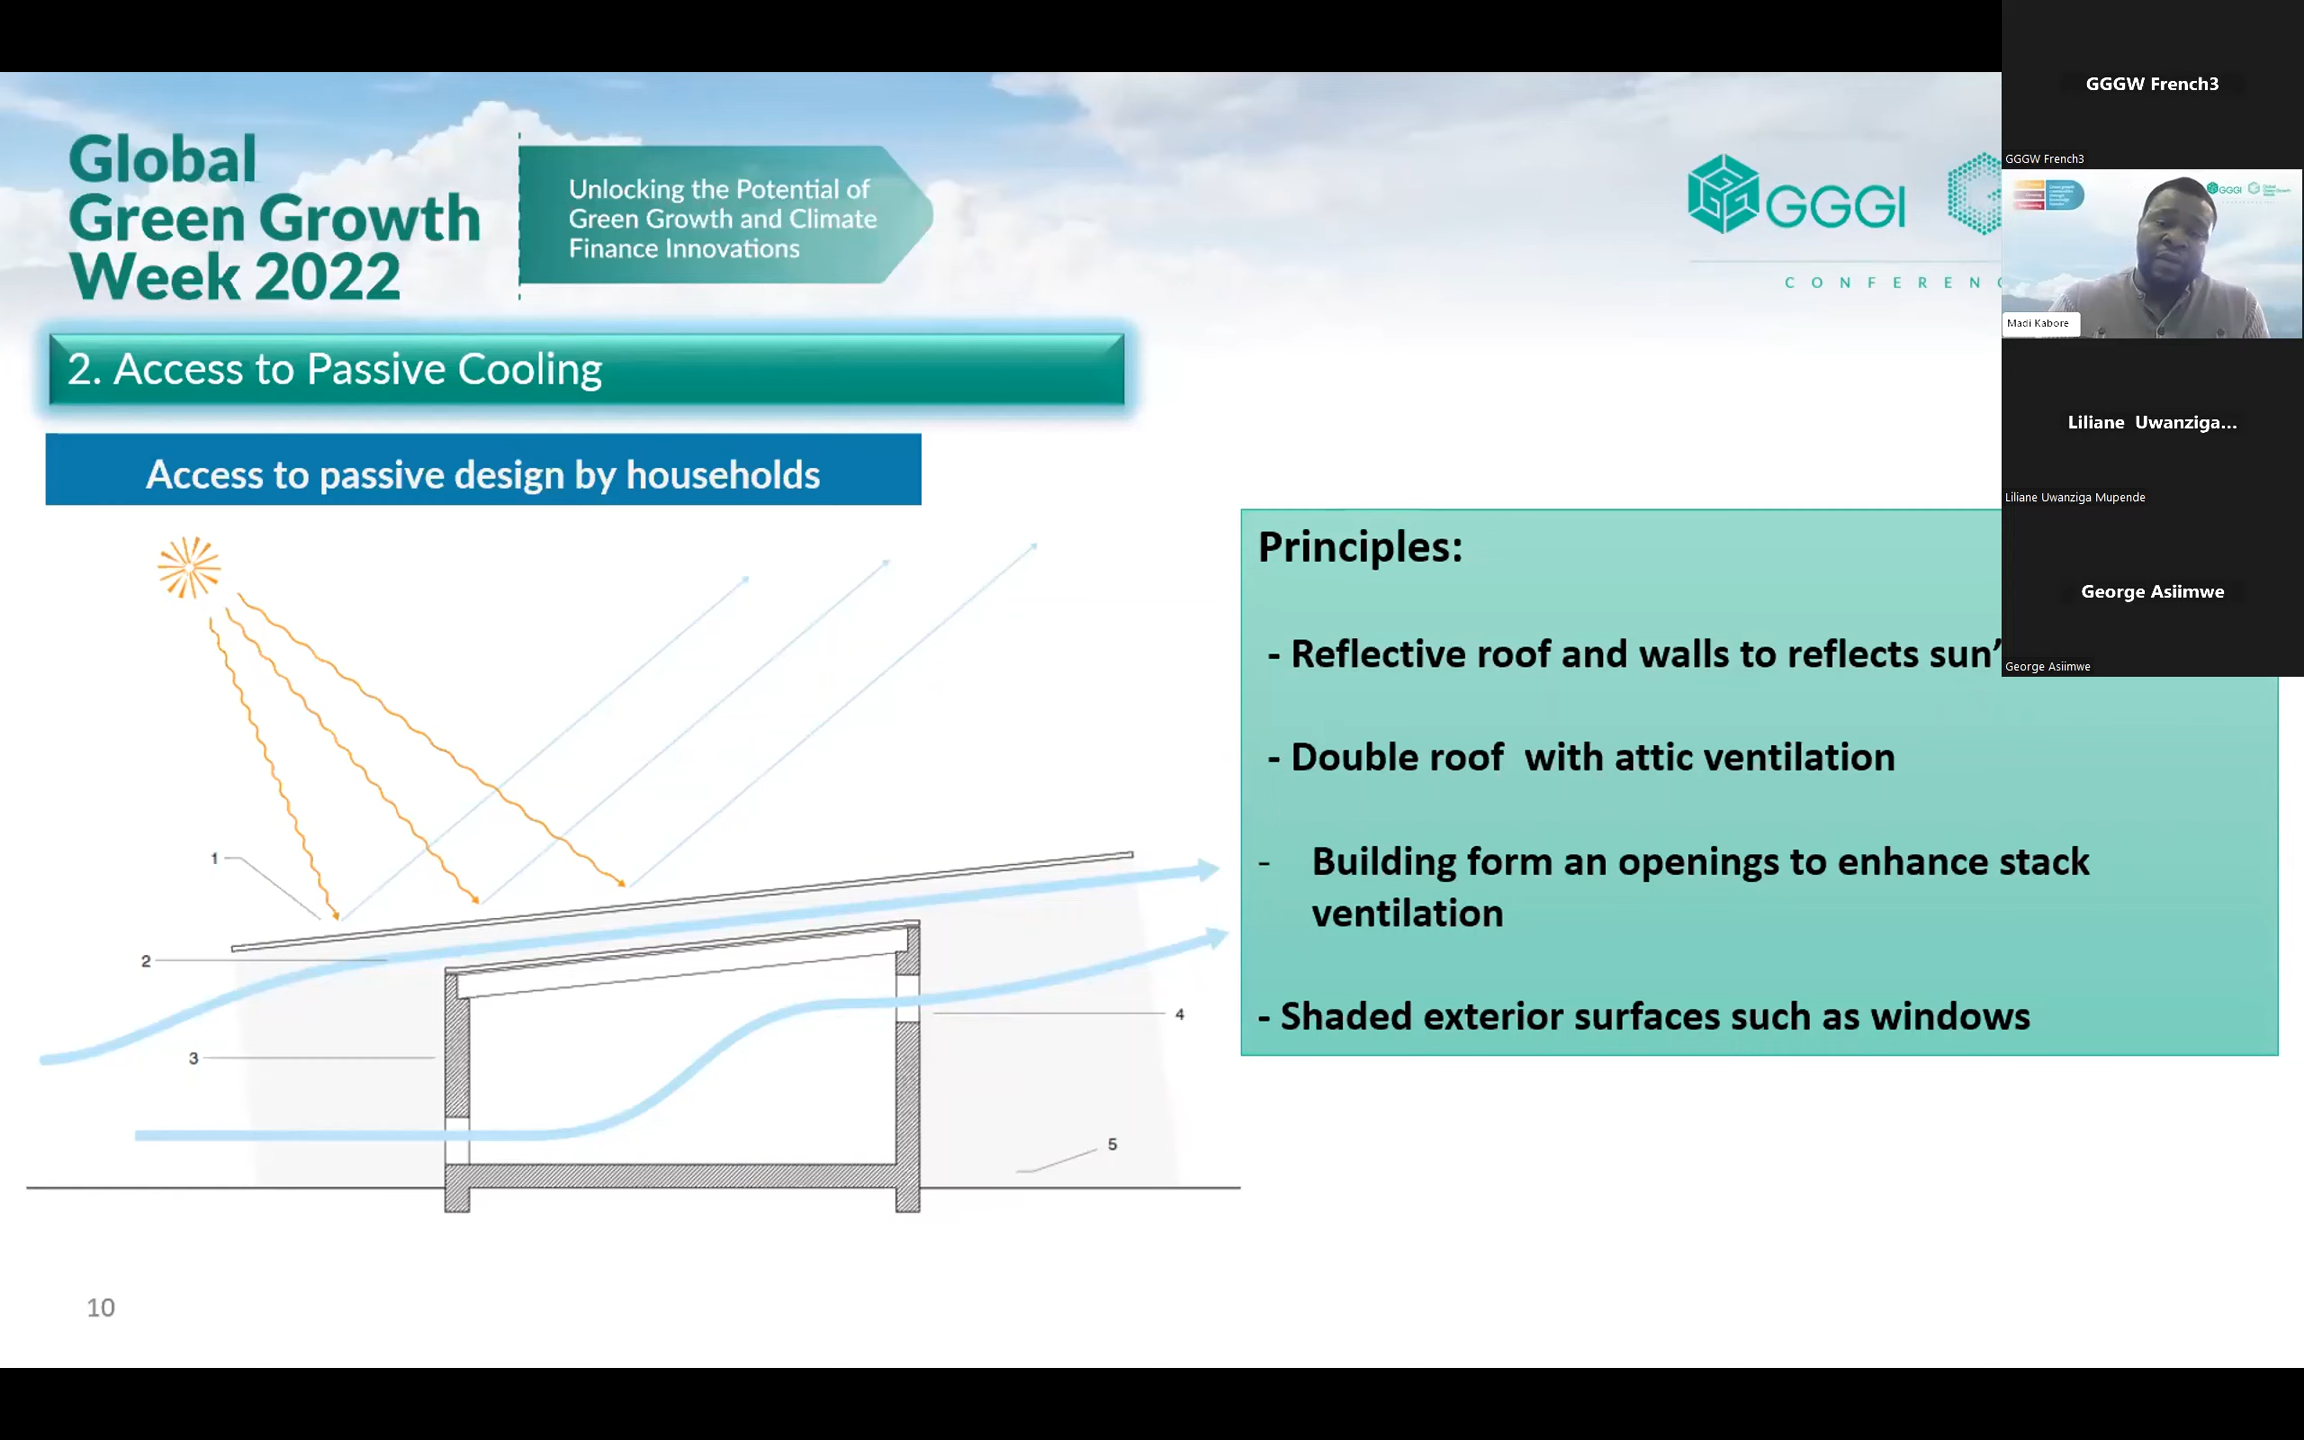 Global
Green Growth
Week 2022
Unlocking the Potential of
Green Growth and Climate
Finance Innovations
GGGI
CONFEREN
GGGW French3
GGGW French3
GGGI
Madi Kabore
Liliane Uwanziga...
Liliane Uwanziga Mupende
George Asiimwe
George Asiimwe
2. Access to Passive Cooling
Access to passive design by households
1
2
3
4
5
Principles:
- Reflective roof and walls to reflects sun'
- Double roof with attic ventilation
- Building form an openings to enhance stack
ventilation
- Shaded exterior surfaces such as windows
10